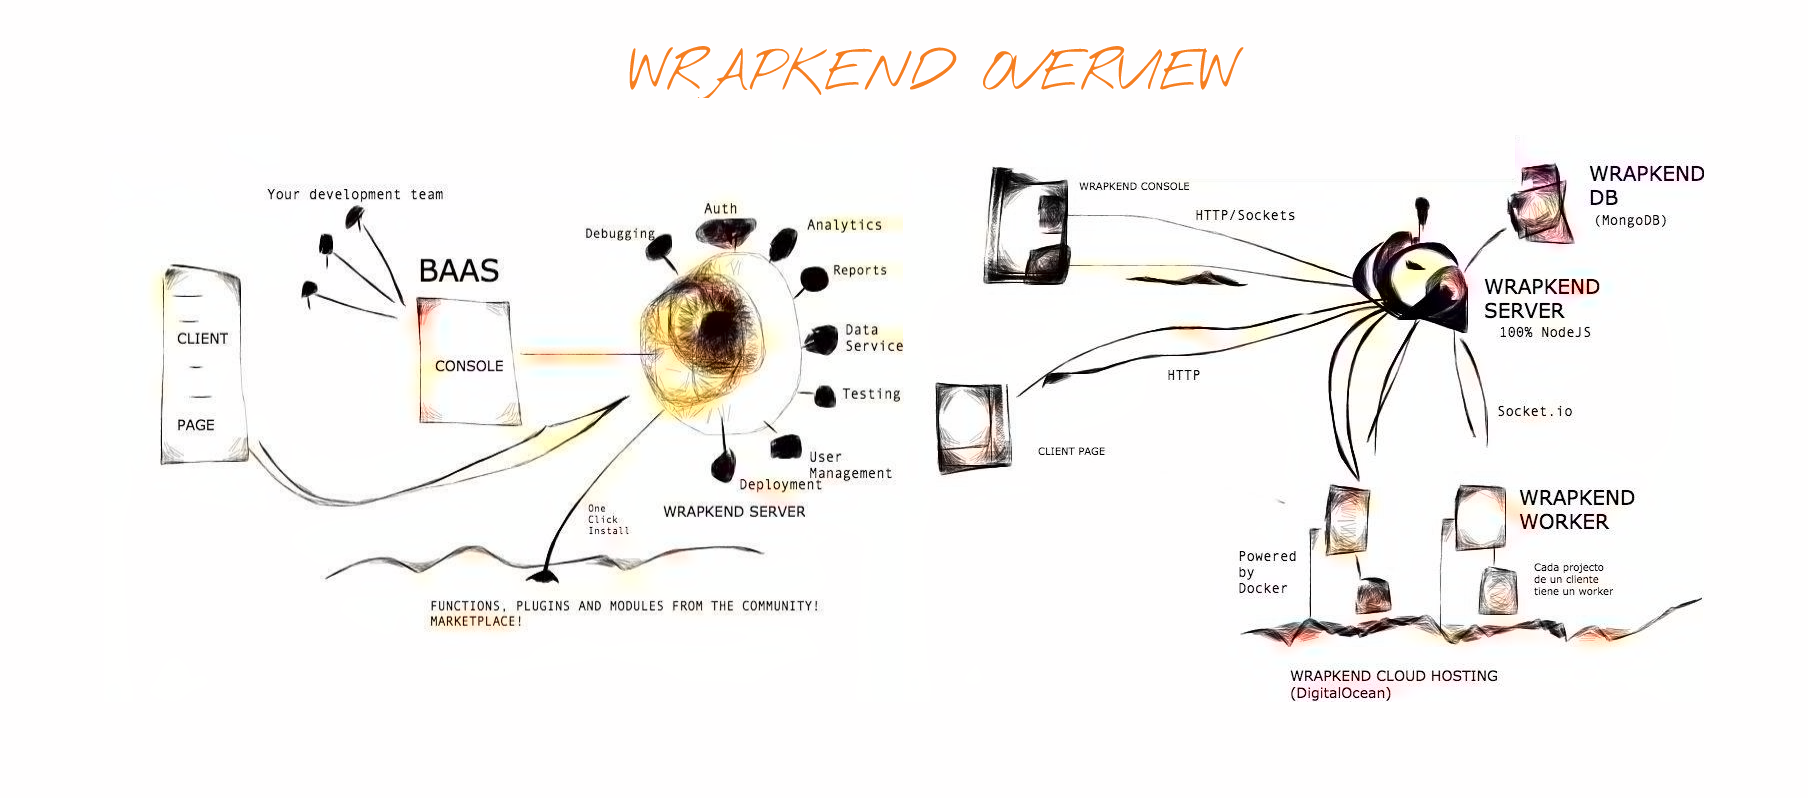 WRAPKEND OVERVIEW
Your development team
BAAS
CLIENT
PAGE
CONSOLE
Debugging
Auth
Analytics
Reports
Data
Service
Testing
User
Management
Deployment
WRAPKEND SERVER
One
Click
Install
FUNCTIONS, PLUGINS AND MODULES FROM THE COMMUNITY!
MARKETPLACE!
WRAPKEND CONSOLE
HTTP/Sockets
WRAPKEND
DB
(MongoDB)
WRAPKEND
SERVER
100% NodeJS
HTTP
CLIENT PAGE
Socket.io
WRAPKEND
WORKER
Powered
by
Docker
Cada projecto
de un cliente
tiene un worker
WRAPKEND CLOUD HOSTING
(DigitalOcean)